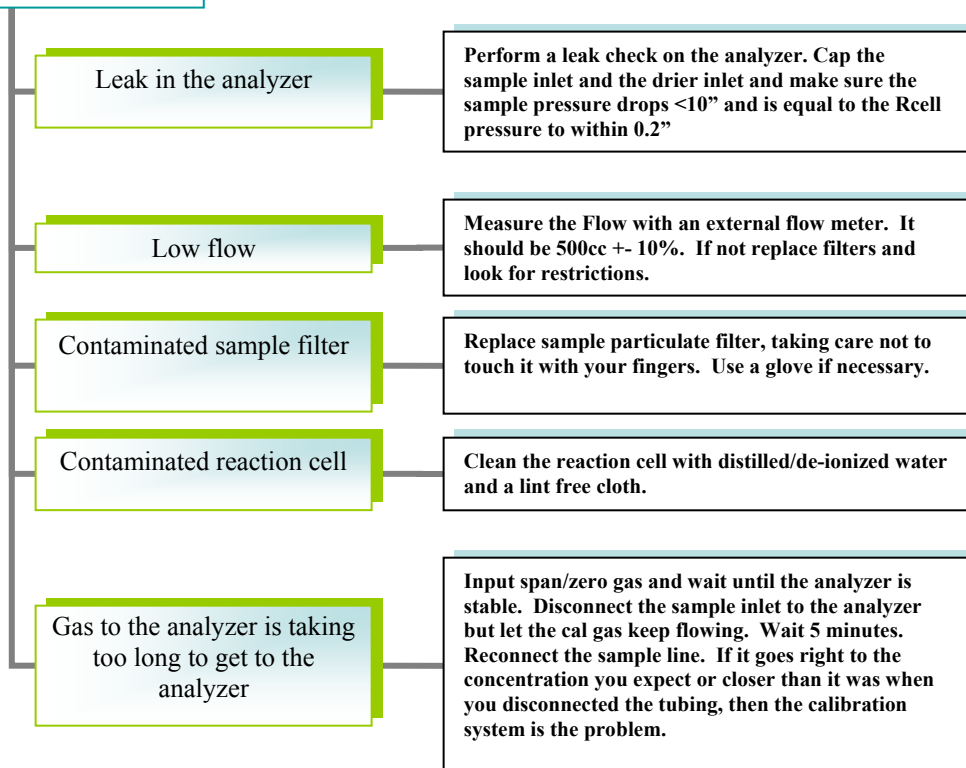 Leak in the analyzer
Perform a leak check on the analyzer. Cap the
sample inlet and the drier inlet and make sure the
sample pressure drops <10” and is equal to the Rcell
pressure to within 0.2”
Low flow
Measure the Flow with an external flow meter. It
should be 500cc +- 10%. If not replace filters and
look for restrictions.
Contaminated sample filter
Replace sample particulate filter, taking care not to
touch it with your fingers. Use a glove if necessary.
Contaminated reaction cell
Clean the reaction cell with distilled/de-ionized water
and a lint free cloth.
Gas to the analyzer is taking
too long to get to the
analyzer
Input span/zero gas and wait until the analyzer is
stable. Disconnect the sample inlet to the analyzer
but let the cal gas keep flowing. Wait 5 minutes.
Reconnect the sample line. If it goes right to the
concentration you expect or closer than it was when
you disconnected the tubing, then the calibration
system is the problem.